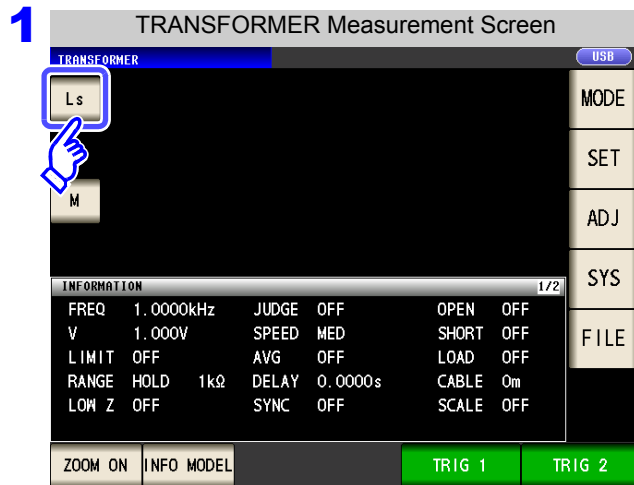 1
TRANSFORMER Measurement Screen
TRANSFORMER
USB
Ls
MODE
SET
M
ADJ
SYS
FILE
INFORMATION 1/2
FREQ 1.0000kHz JUDGE OFF OPEN OFF
V 1.000V SPEED MED SHORT OFF
LIMIT OFF AVG OFF LOAD OFF
RANGE HOLD 1kΩ DELAY 0.0000s CABLE 0m
LOW Z OFF SYNC OFF SCALE OFF
ZOOM ON INFO MODEL TRIG 1 TRIG 2